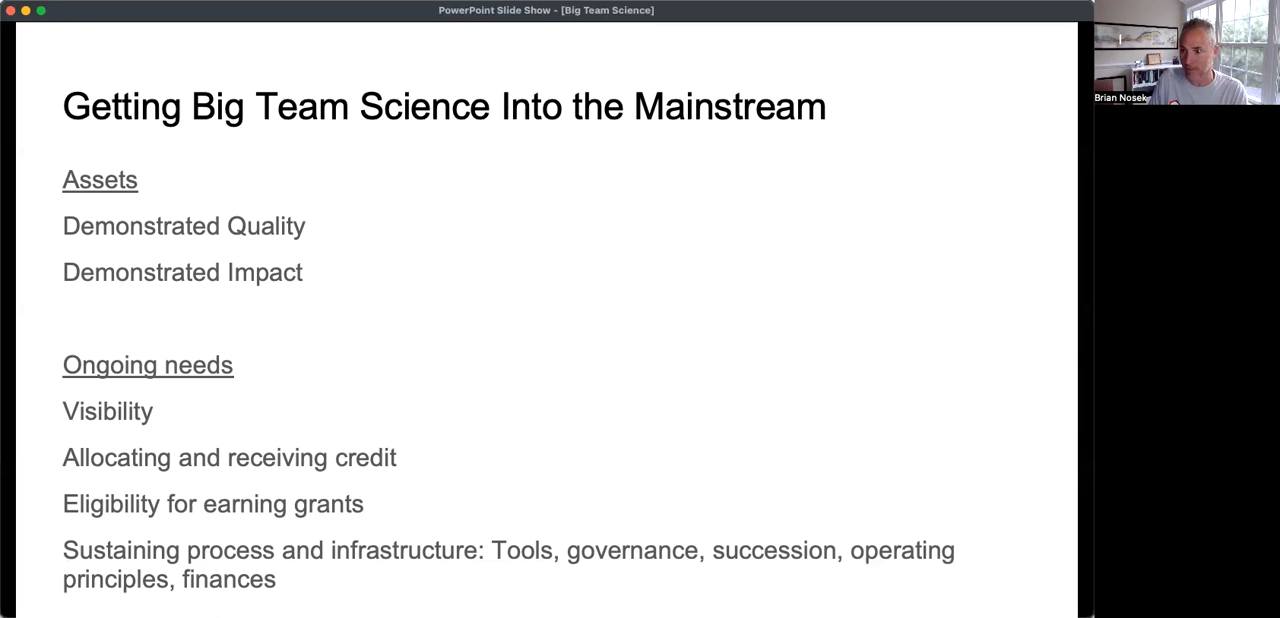 PowerPoint Slide Show - [Big Team Science]
Getting Big Team Science Into the Mainstream
Assets
Demonstrated Quality
Demonstrated Impact
Ongoing needs
Visibility
Allocating and receiving credit
Eligibility for earning grants
Sustaining process and infrastructure: Tools, governance, succession, operating
principles, finances
Brian Nosek